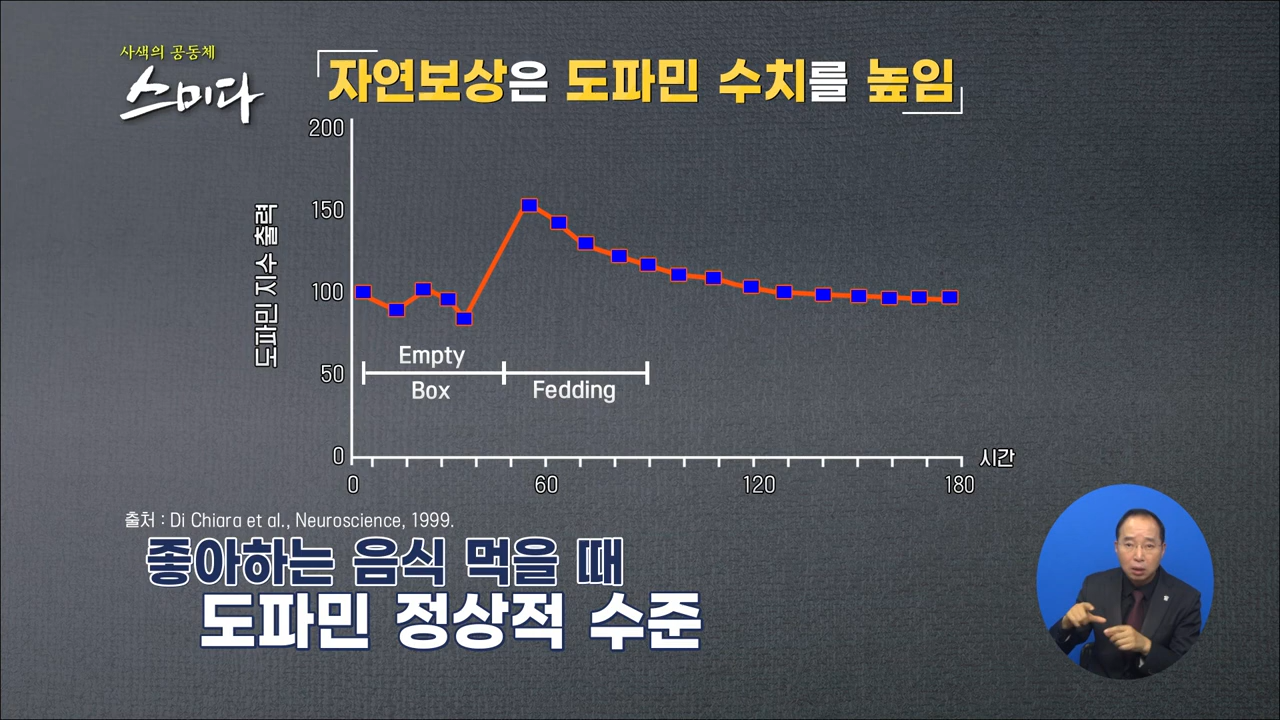 사색의 공동체
스미다
자연보상은 도파민 수치를 높임
200
150
100
50
0
도파민 지수 출력
Empty
Box
Fedding
0
60
120
180
시간
출처 : Di Chiara et al., Neuroscience, 1999.
좋아하는 음식 먹을 때
도파민 정상적 수준